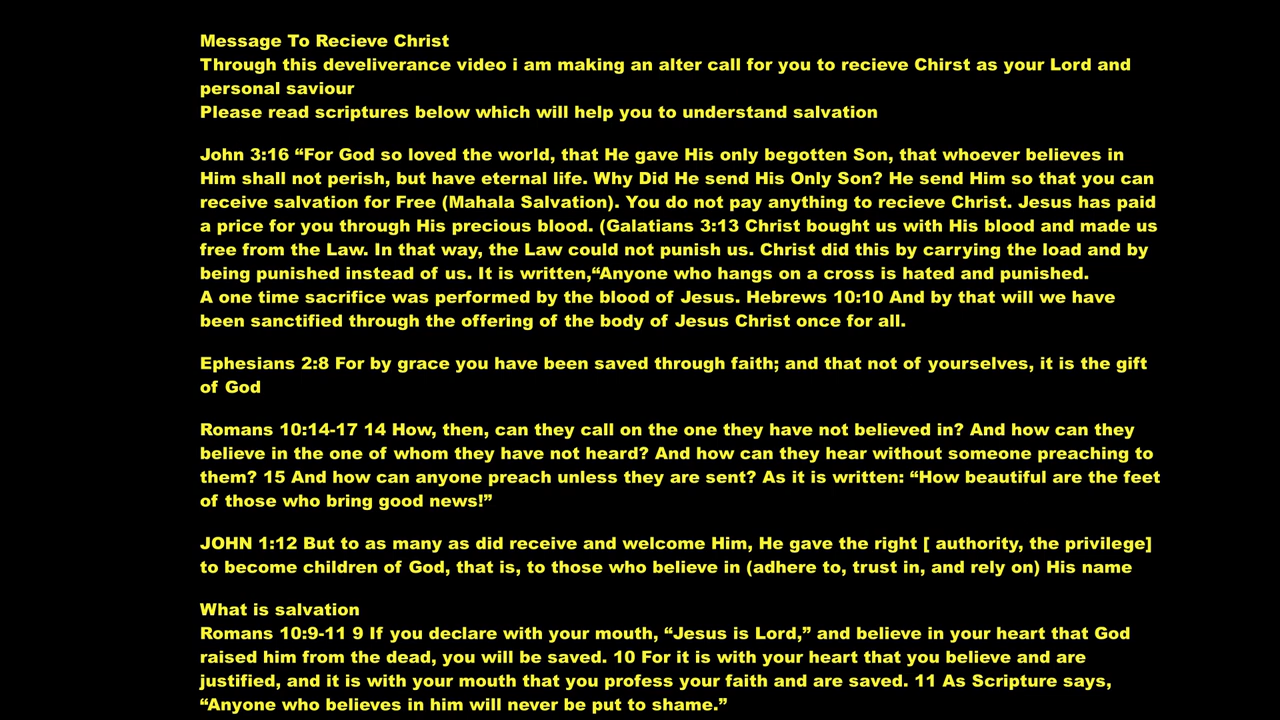 Message To Recieve Christ
Through this develiverance video i am making an alter call for you to recieve Chirst as your Lord and
personal saviour
Please read scriptures below which will help you to understand salvation
John 3:16 “For God so loved the world, that He gave His only begotten Son, that whoever believes in
Him shall not perish, but have eternal life. Why Did He send His Only Son? He send Him so that you can
receive salvation for Free (Mahala Salvation). You do not pay anything to recieve Christ. Jesus has paid
a price for you through His precious blood. (Galatians 3:13 Christ bought us with His blood and made us
free from the Law. In that way, the Law could not punish us. Christ did this by carrying the load and by
being punished instead of us. It is written,“Anyone who hangs on a cross is hated and punished.
A one time sacrifice was performed by the blood of Jesus. Hebrews 10:10 And by that will we have
been sanctified through the offering of the body of Jesus Christ once for all.
Ephesians 2:8 For by grace you have been saved through faith; and that not of yourselves, it is the gift
of God
Romans 10:14-17 14 How, then, can they call on the one they have not believed in? And how can they
believe in the one of whom they have not heard? And how can they hear without someone preaching to
them? 15 And how can anyone preach unless they are sent? As it is written: “How beautiful are the feet
of those who bring good news!”
JOHN 1:12 But to as many as did receive and welcome Him, He gave the right [ authority, the privilege]
to become children of God, that is, to those who believe in (adhere to, trust in, and rely on) His name
What is salvation
Romans 10:9-11 9 If you declare with your mouth, “Jesus is Lord,” and believe in your heart that God
raised him from the dead, you will be saved. 10 For it is with your heart that you believe and are
justified, and it is with your mouth that you profess your faith and are saved. 11 As Scripture says,
“Anyone who believes in him will never be put to shame.”